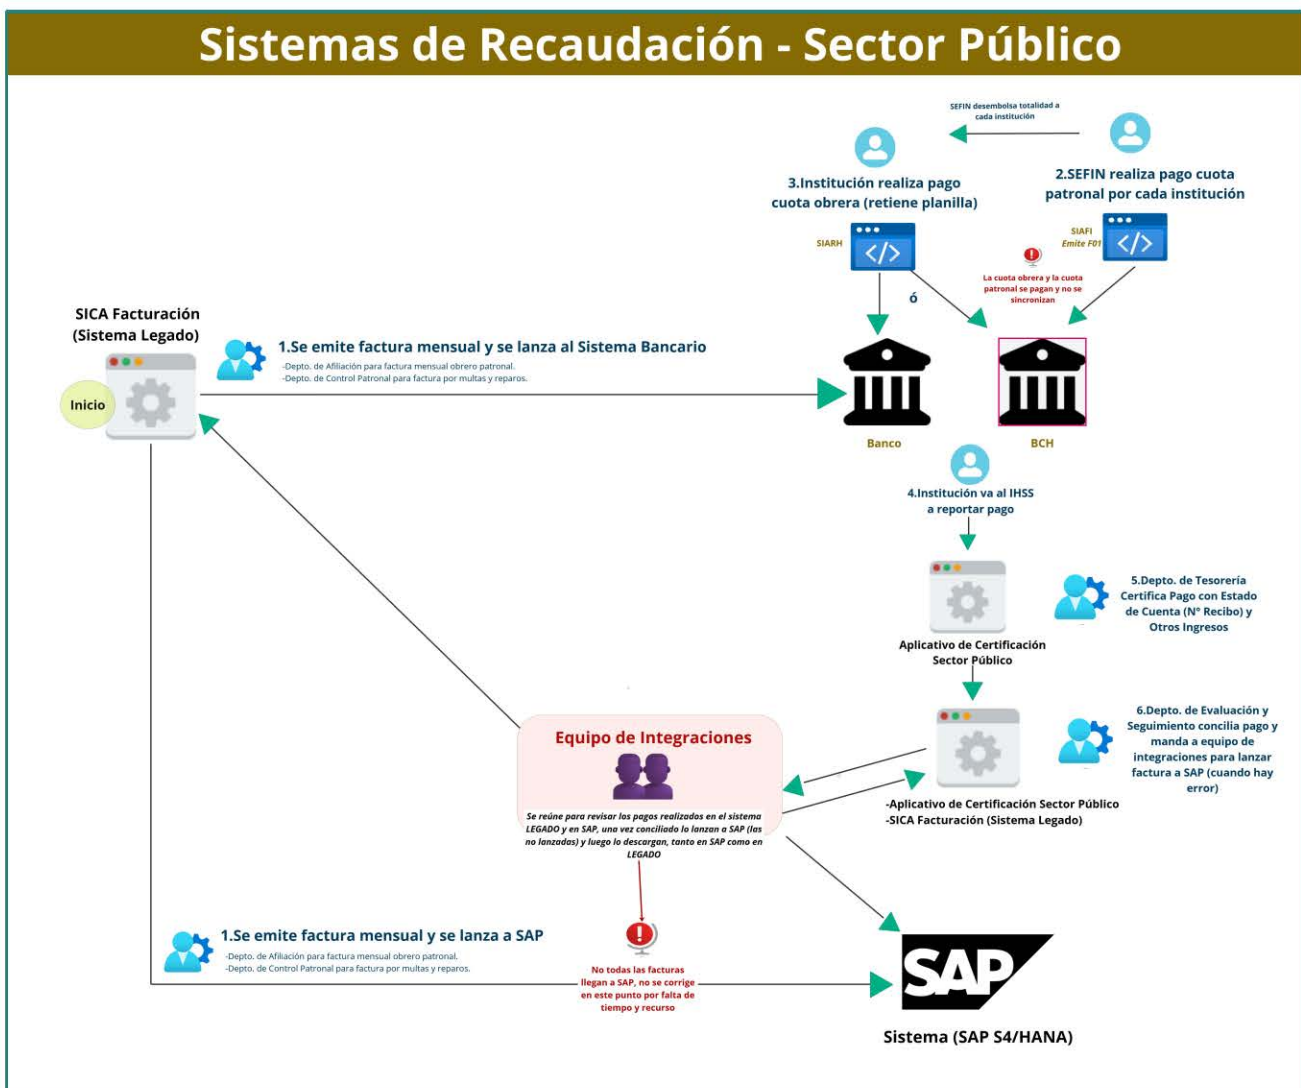 Sistemas de Recaudación - Sector Público
SEFIN desembolsa totalidad a
cada institución
3.Institución realiza pago
cuota obrera (retiene planilla)
2.SEFIN realiza pago cuota
patronal por cada institución
SIARH
SIAFI
Emite F01
La cuota obrera y la cuota
patronal se pagan y no se
sincronizan
ó
SICA Facturación
(Sistema Legado)
Inicio
1.Se emite factura mensual y se lanza al Sistema Bancario
-Depto. de Afiliación para factura mensual obrero patronal.
-Depto. de Control Patronal para factura por multas y reparos.
Banco
BCH
4.Institución va al IHSS
a reportar pago
5.Depto. de Tesorería
Certifica Pago con Estado
de Cuenta (N° Recibo) y
Otros Ingresos
Aplicativo de Certificación
Sector Público
6.Depto. de Evaluación y
Seguimiento concilia pago y
manda a equipo de
integraciones para lanzar
factura a SAP (cuando hay
error)
-Aplicativo de Certificación Sector Público
-SICA Facturación (Sistema Legado)
Equipo de Integraciones
Se reúne para revisar los pagos realizados en el sistema
LEGADO y en SAP, una vez conciliado lo lanzan a SAP (las
no lanzadas) y luego lo descargan, tanto en SAP como en
LEGADO
1.Se emite factura mensual y se lanza a SAP
-Depto. de Afiliación para factura mensual obrero patronal.
-Depto. de Control Patronal para factura por multas y reparos.
No todas las facturas
llegan a SAP, no se corrige
en este punto por falta de
tiempo y recurso
SAP
Sistema (SAP S4/HANA)